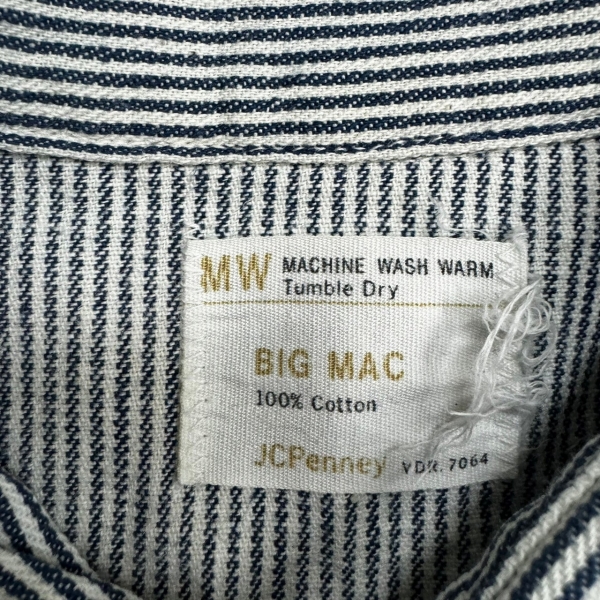 MW MACHINE WASH WARM
Tumble Dry
BIG MAC
100% Cotton
JCPenney VDR. 7064